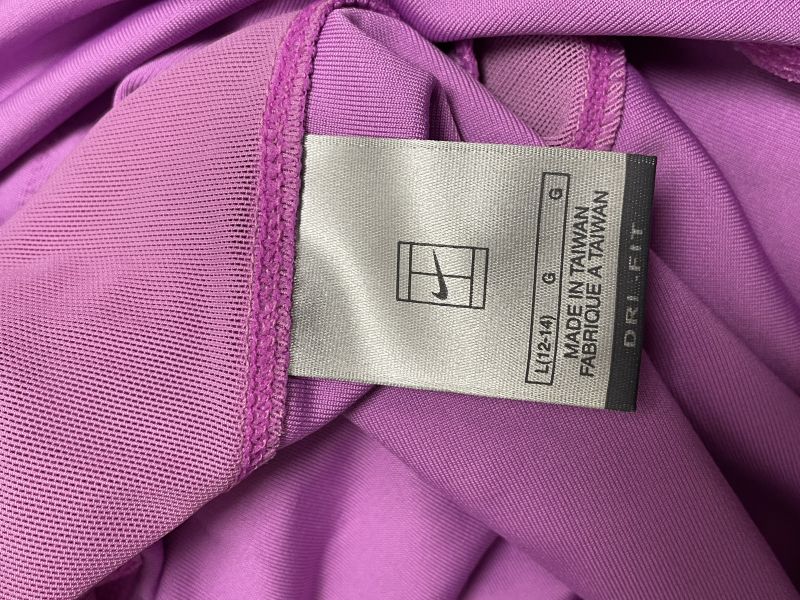 L(12-14) G G
MADE IN TAIWAN
FABRIQUE A TAIWAN
DRI-FIT